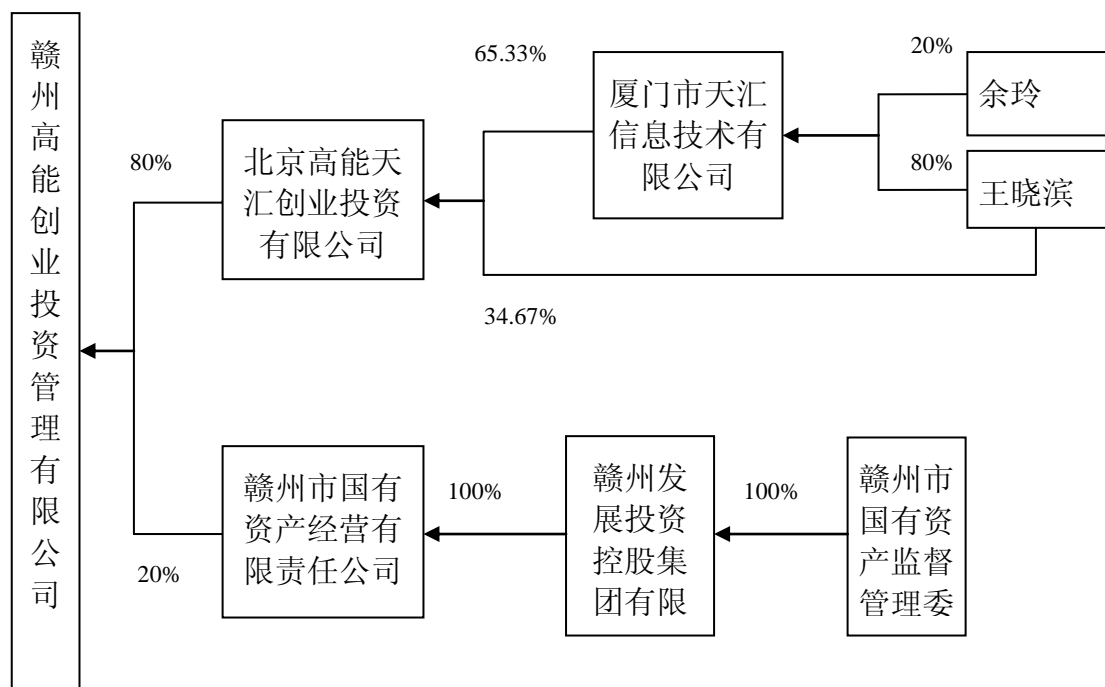 赣州高能创业投资管理有限公司
80%
北京高能天
汇创业投资
有限公司
65.33%
厦门市天汇
信息技术有
限公司
20%
余玲
80%
王晓滨
34.67%
20%
赣州市国有
资产经营有
限责任公司
100%
赣州发
展投资
控股集
团有限
100%
赣州市
国有资
产监督
管理委